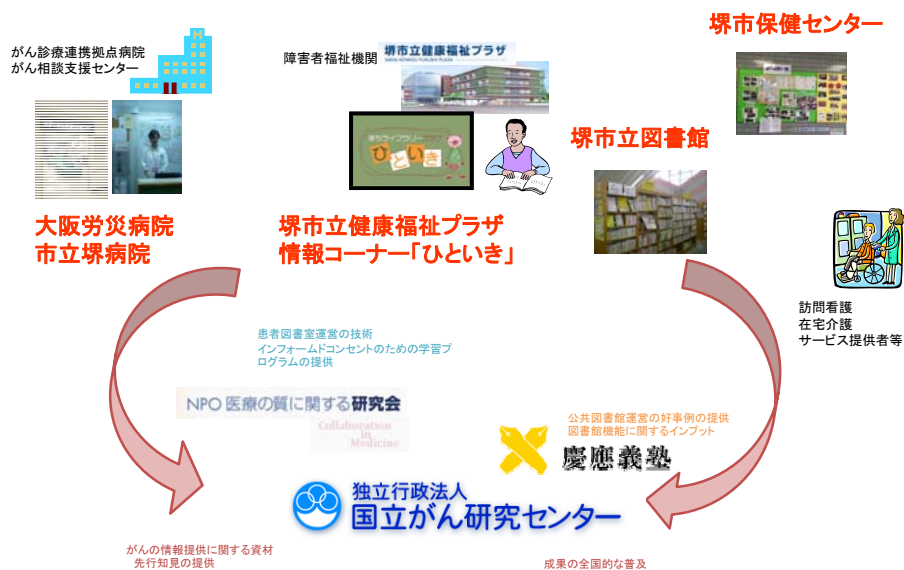 堺市保健センター
がん診療連携拠点病院
がん相談支援センター
障害者福祉機関
堺市立健康福祉プラザ
SAKAI KENKOU FUKUSHI PLAZA
まちライブラリー
ひといき
堺市立図書館
大阪労災病院
市立堺病院
堺市立健康福祉プラザ
情報コーナー「ひといき」
訪問看護
在宅介護
サービス提供者等
患者図書室運営の技術
インフォームドコンセントのための学習プ
ログラムの提供
NPO 医療の質に関する研究会
Collaboration
in
Medicine
公共図書館運営の好事例の提供
図書館機能に関するインプット
慶應義塾
独立行政法人
国立がん研究センター
がんの情報提供に関する資材
先行知見の提供
成果の全国的な普及